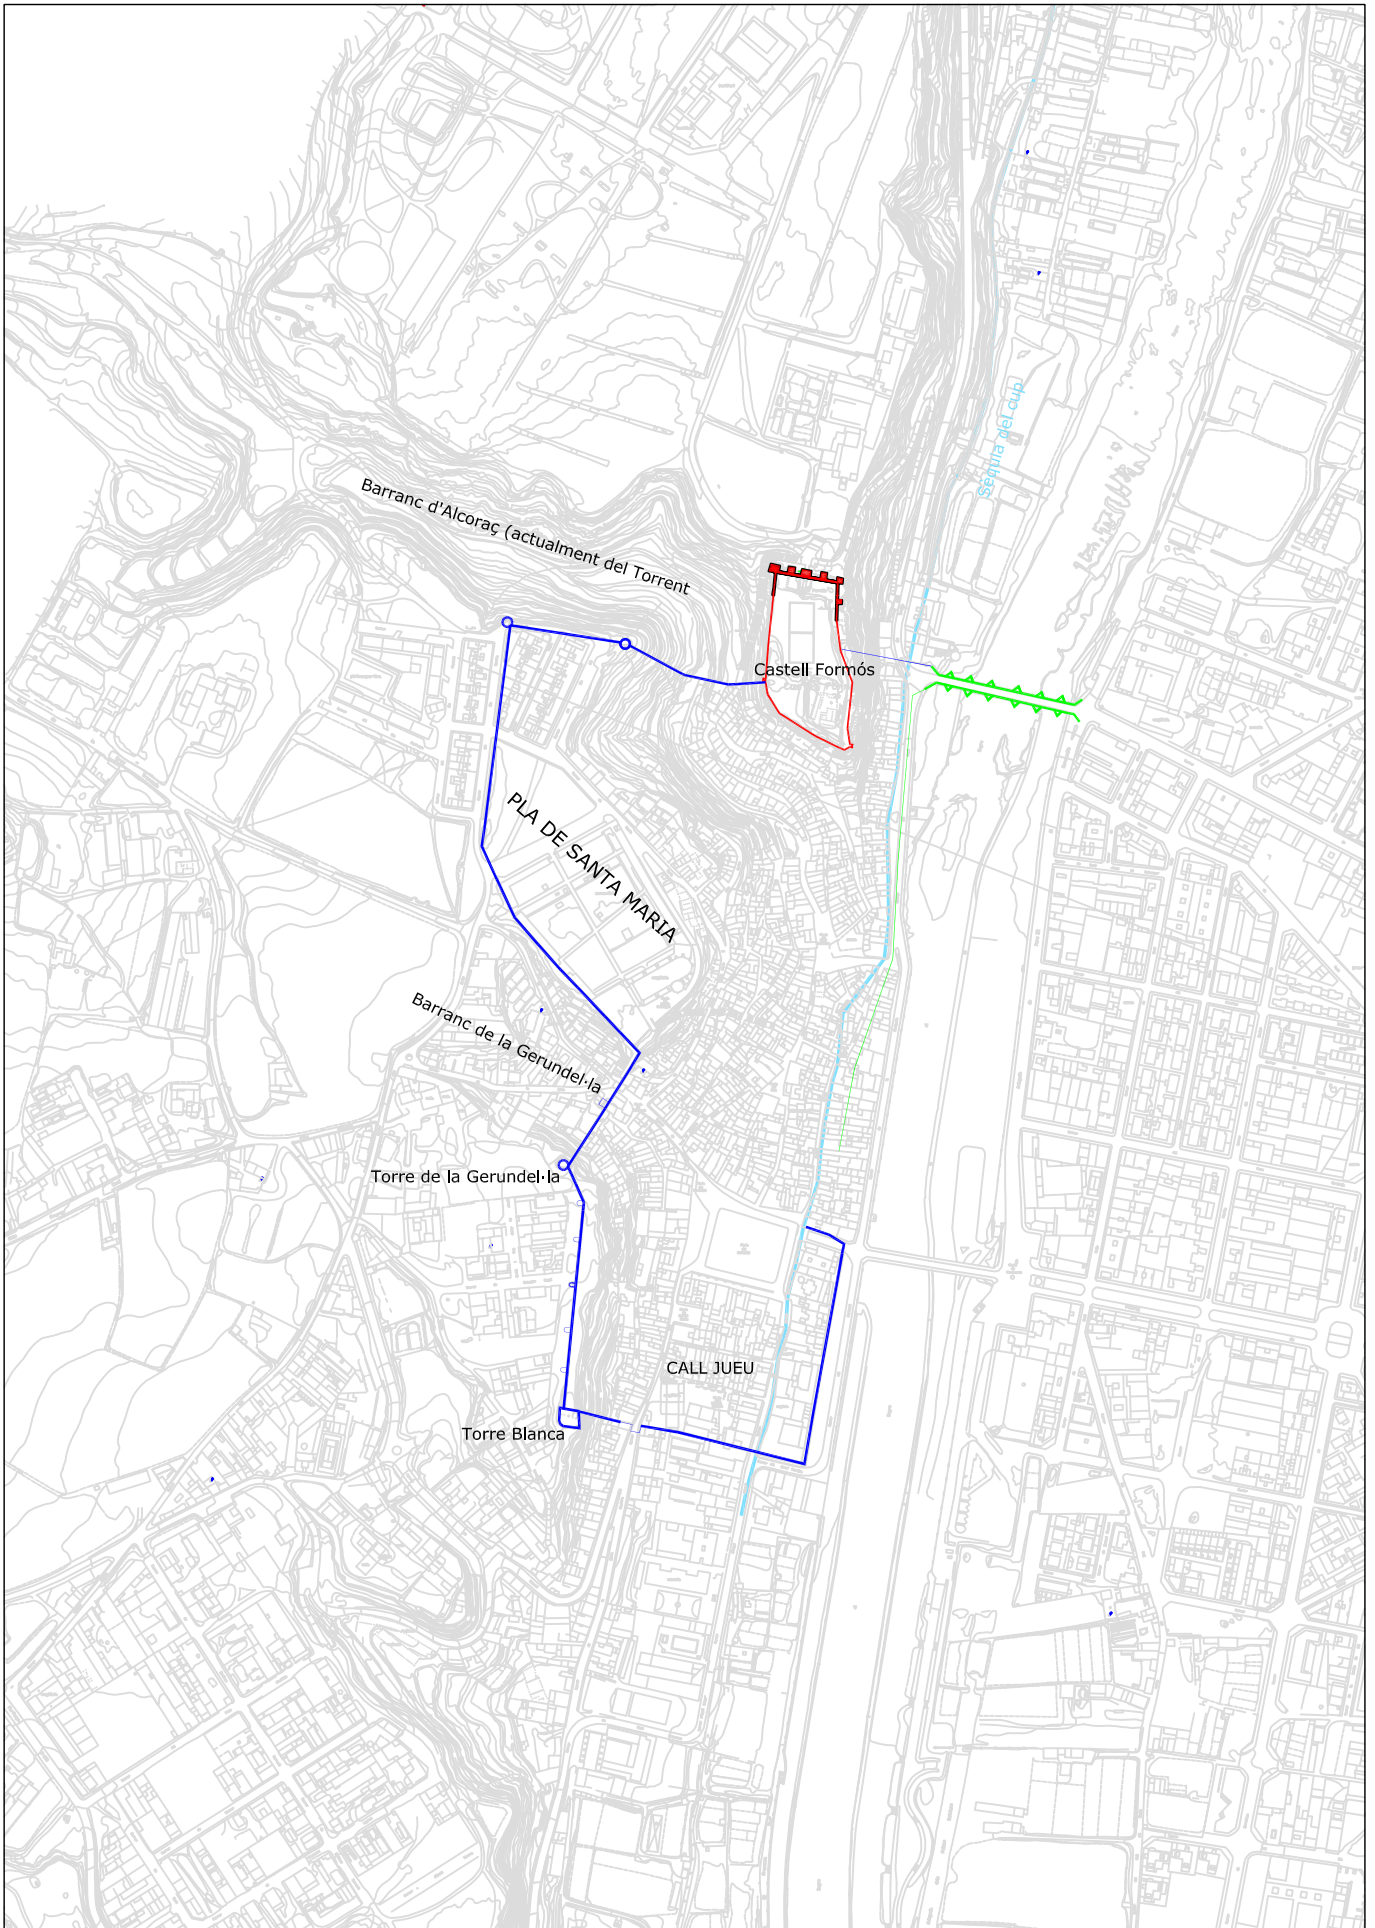 Sèquia del cup
Barranc d'Alcoraç (actualment del Torrent
Castell Formós
PLA DE SANTA MARIA
Barranc de la Gerundel·la
Torre de la Gerundel·la
CALL JUEU
Torre Blanca